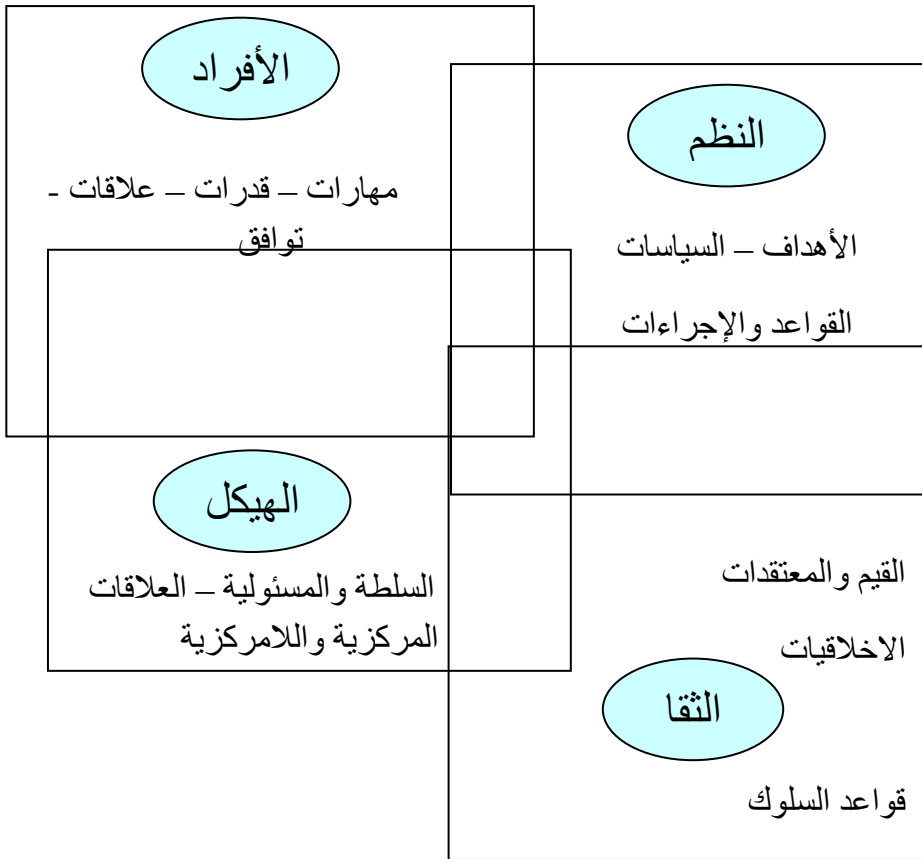 الأفراد
مهارات – قدرات – علاقات -
توافق
النظم
الأهداف – السياسات
القواعد والإجراءات
الهيكل
السلطة والمسئولية – العلاقات
المركزية واللامركزية
القيم والمعتقدات
الاخلاقيات
الثقا
قواعد السلوك